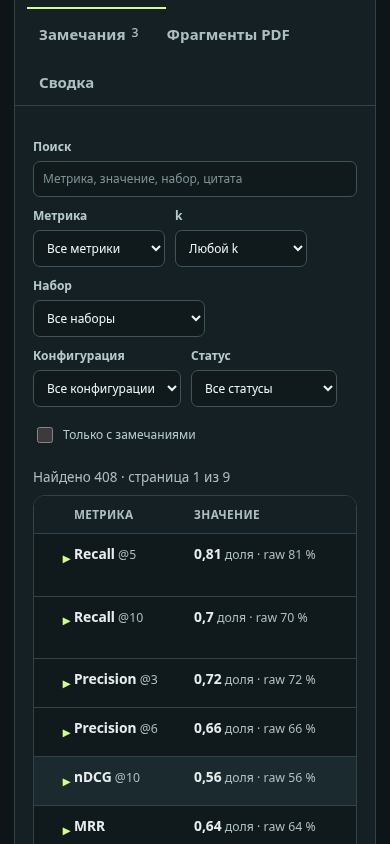 Замечания 3 Фрагменты PDF
Сводка
Поиск
Метрика, значение, набор, цитата
Метрика k
Все метрики Любой k
Набор
Все наборы
Конфигурация Статус
Все конфигурации Все статусы
Только с замечаниями
Найдено 408 · страница 1 из 9
МЕТРИКА ЗНАЧЕНИЕ
Recall @5 0,81 доля · raw 81 %
Recall @10 0,7 доля · raw 70 %
Precision @3 0,72 доля · raw 72 %
Precision @6 0,66 доля · raw 66 %
nDCG @10 0,56 доля · raw 56 %
MRR 0,64 доля · raw 64 %